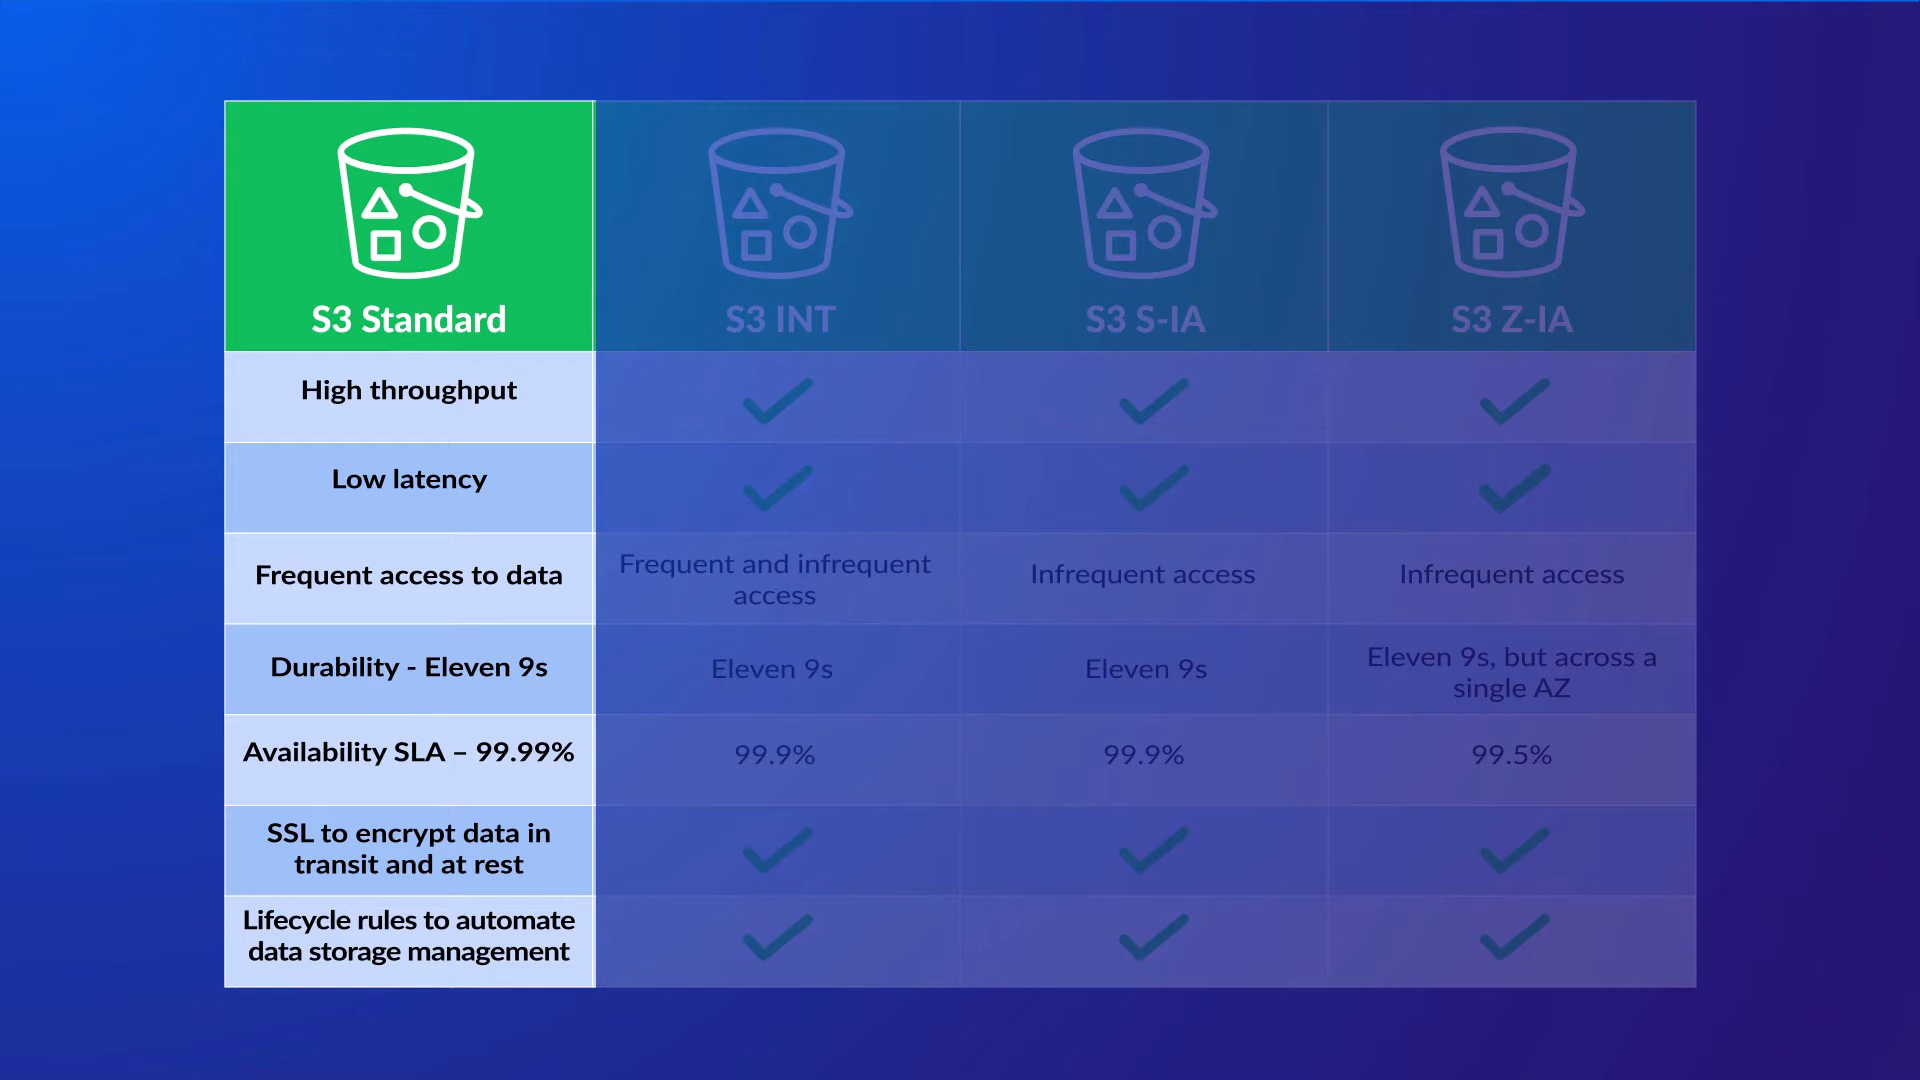 S3 Standard
S3 INT
S3 S-IA
S3 Z-IA
High throughput
Low latency
Frequent access to data
Frequent and infrequent
access
Infrequent access
Infrequent access
Durability - Eleven 9s
Eleven 9s
Eleven 9s
Eleven 9s, but across a
single AZ
Availability SLA – 99.99%
99.9%
99.9%
99.5%
SSL to encrypt data in
transit and at rest
Lifecycle rules to automate
data storage management